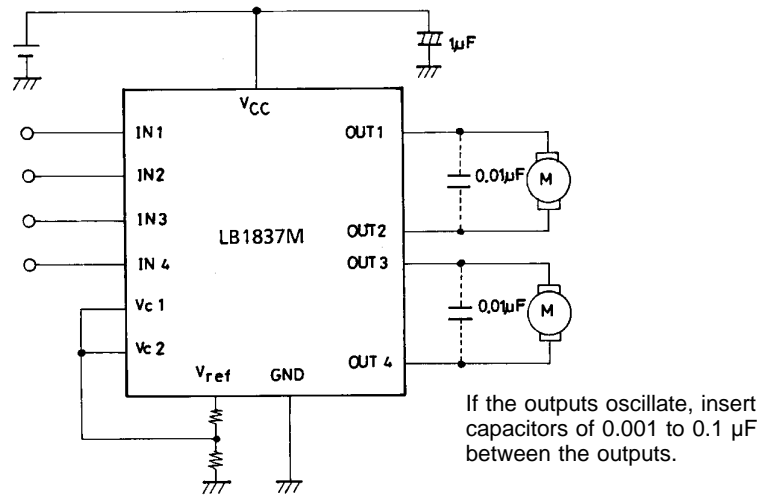 1µF
VCC
IN1
OUT1
0.01µF
M
IN2
IN3
LB1837M
OUT2
IN 4
OUT 3
Vc 1
0.01µF
M
Vc 2
Vref
GND
OUT 4
If the outputs oscillate, insert
capacitors of 0.001 to 0.1 µF
between the outputs.